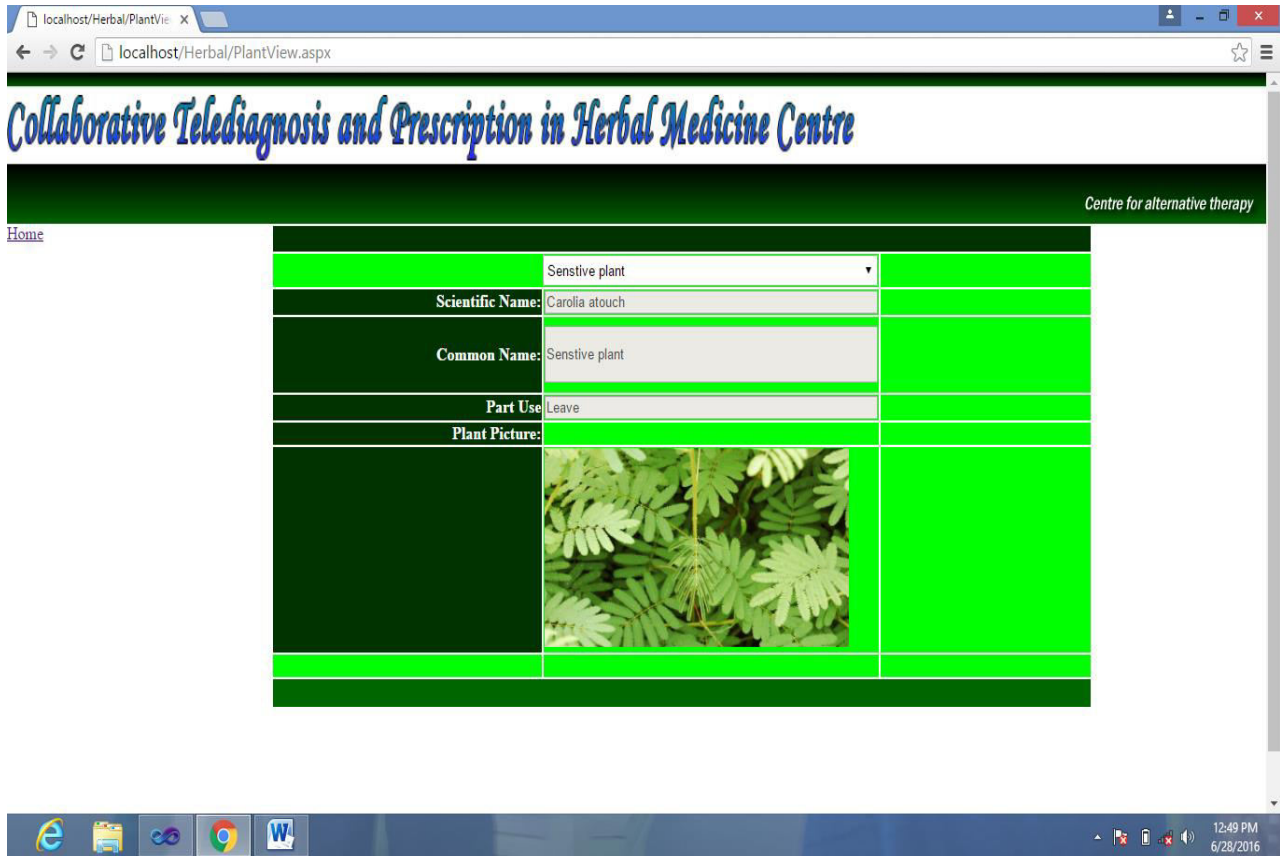 localhost/Herbal/PlantVie
localhost/Herbal/PlantView.aspx
Collaborative Telediagnosis and Prescription in Herbal Medicine Centre
Centre for alternative therapy
Home
Senstive plant
Scientific Name: Carolia atouch
Common Name: Senstive plant
Part Use Leave
Plant Picture:
12:49 PM
6/28/2016